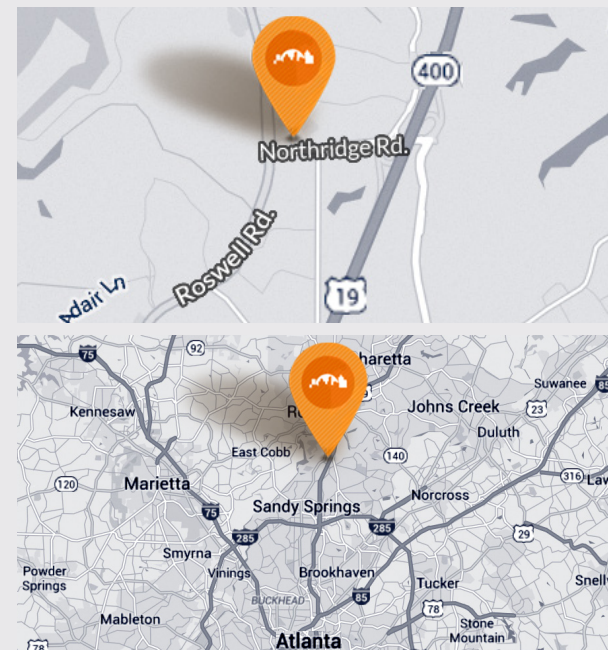 400
Northridge Rd.
Roswell Rd.
19
75
92
Suwanee
85
Kennesaw
Johns Creek
23
East Cobb
Duluth
140
120
Marietta
316
Norcross
75
Sandy Springs
285
285
29
Smyrna
Powder
Springs
Vinings
Brookhaven
Tucker
85
BUCKHEAD
78
Mableton
Stone
Mountain
Atlanta
78